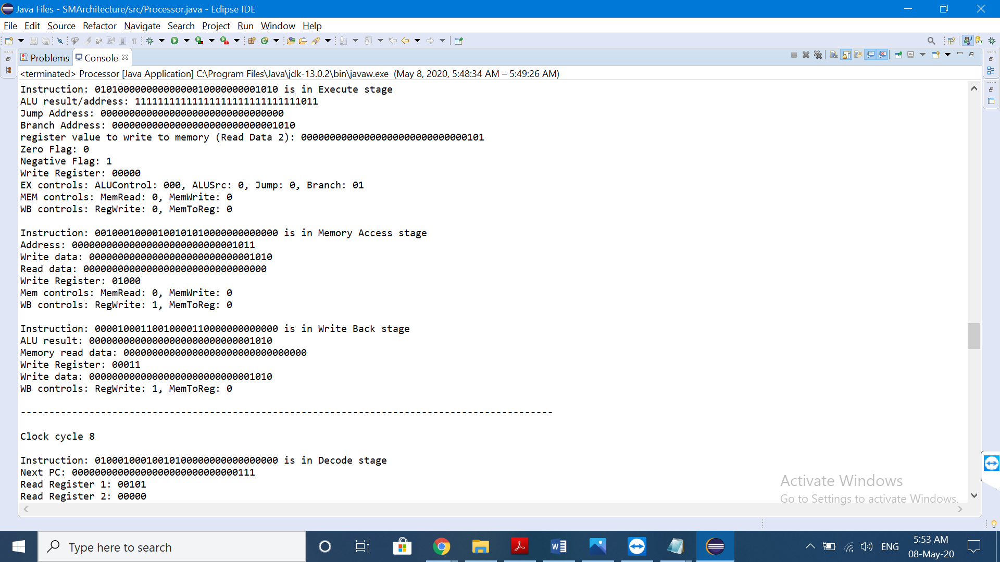 Java Files - SMArchitecture/src/Processor.java - Eclipse IDE
File Edit Source Refactor Navigate Search Project Run Window Help
Problems Console
<terminated> Processor [Java Application] C:\Program Files\Java\jdk-13.0.2\bin\javaw.exe (May 8, 2020, 5:48:34 AM – 5:49:26 AM)
Instruction: 01010000000000000010000000001010 is in Execute stage
ALU result/address: 11111111111111111111111111111011
Jump Address: 00000000000000000000000000000000
Branch Address: 00000000000000000000000000001010
register value to write to memory (Read Data 2): 00000000000000000000000000000101
Zero Flag: 0
Negative Flag: 1
Write Register: 00000
EX controls: ALUControl: 000, ALUSrc: 0, Jump: 0, Branch: 01
MEM controls: MemRead: 0, MemWrite: 0
WB controls: RegWrite: 0, MemToReg: 0
Instruction: 00100010000100101010000000000000 is in Memory Access stage
Address: 00000000000000000000000000001011
Write data: 00000000000000000000000000001010
Read data: 00000000000000000000000000000000
Write Register: 01000
Mem controls: MemRead: 0, MemWrite: 0
WB controls: RegWrite: 1, MemToReg: 0
Instruction: 00001000110010000110000000000000 is in Write Back stage
ALU result: 00000000000000000000000000001010
Memory read data: 00000000000000000000000000000000
Write Register: 00011
Write data: 00000000000000000000000000001010
WB controls: RegWrite: 1, MemToReg: 0
---------------------------------------------------------------------------------------------
Clock cycle 8
Instruction: 01000100010010100000000000000000 is in Decode stage
Next PC: 00000000000000000000000000000111
Read Register 1: 00101
Read Register 2: 00000
Activate Windows
Go to Settings to activate Windows.
Type here to search
ENG
5:53 AM
08-May-20